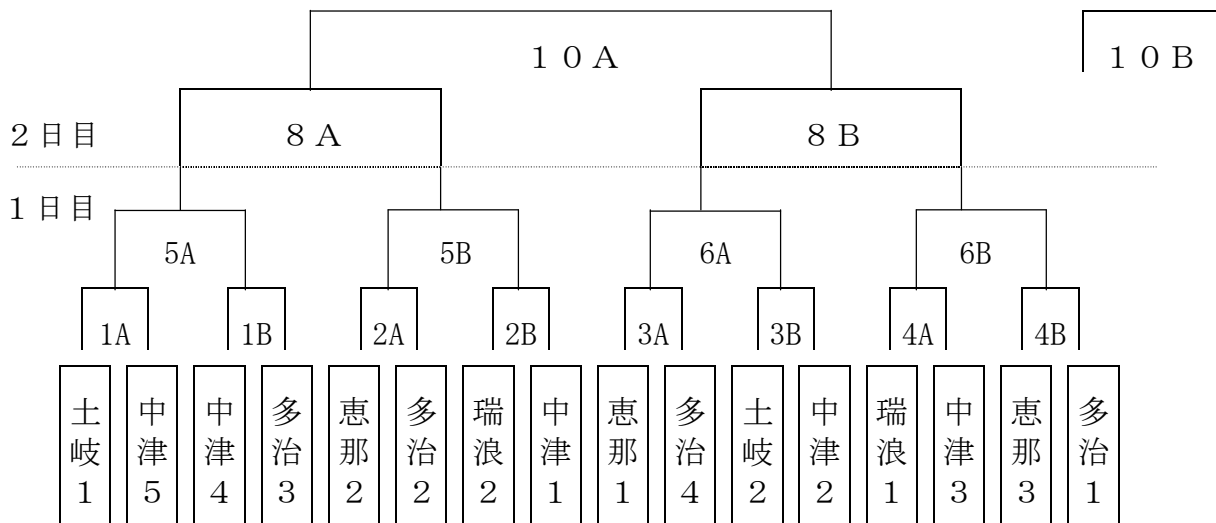 １０Ａ
１０Ｂ
２日目
８Ａ
８Ｂ
１日目
5A
5B
6A
6B
1A
1B
2A
2B
3A
3B
4A
4B
土岐１
中津５
中津４
多治３
恵那２
多治２
瑞浪２
中津１
恵那１
多治４
土岐２
中津２
瑞浪１
中津３
恵那３
多治１